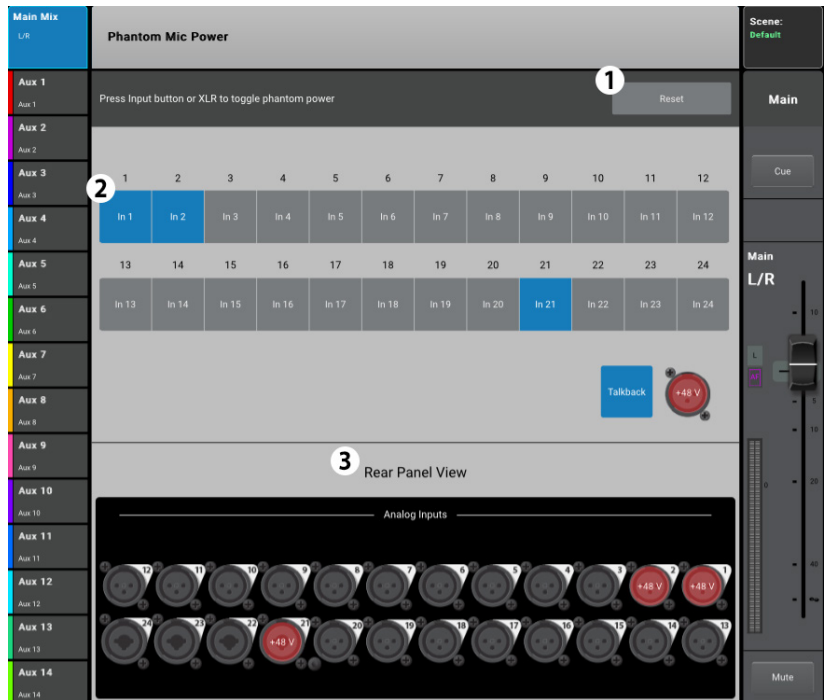 Main Mix
L/R
Phantom Mic Power
Scene:
Default
Aux 1
Aux 1
Aux 2
Aux 2
Aux 3
Aux 3
Aux 4
Aux 4
Aux 5
Aux 5
Aux 6
Aux 6
Aux 7
Aux 7
Aux 8
Aux 8
Aux 9
Aux 9
Aux 10
Aux 10
Aux 11
Aux 11
Aux 12
Aux 12
Aux 13
Aux 13
Aux 14
Aux 14
Press Input button or XLR to toggle phantom power
1
Reset
2
1 2 3 4 5 6 7 8 9 10 11 12
In 1 In 2 In 3 In 4 In 5 In 6 In 7 In 8 In 9 In 10 In 11 In 12
13 14 15 16 17 18 19 20 21 22 23 24
In 13 In 14 In 15 In 16 In 17 In 18 In 19 In 20 In 21 In 22 In 23 In 24
Talkback +48 V
3
Rear Panel View
Analog Inputs
12 11 10 9 8 7 6 5 4 3 2 1
+48 V +48 V
24 23 22 21 20 19 18 17 16 15 14 13
+48 V
Main
Cue
Main
L/R
10
L
5
10
0
20
40
Mute